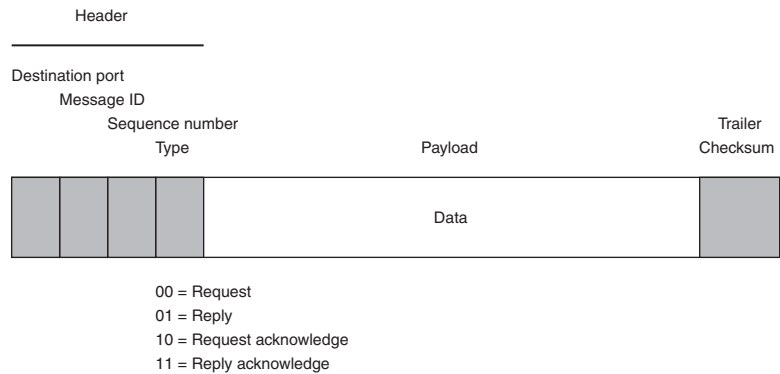 Header
Destination port
Message ID
Sequence number
Type
Payload
Trailer
Checksum
Data
00 = Request
01 = Reply
10 = Request acknowledge
11 = Reply acknowledge